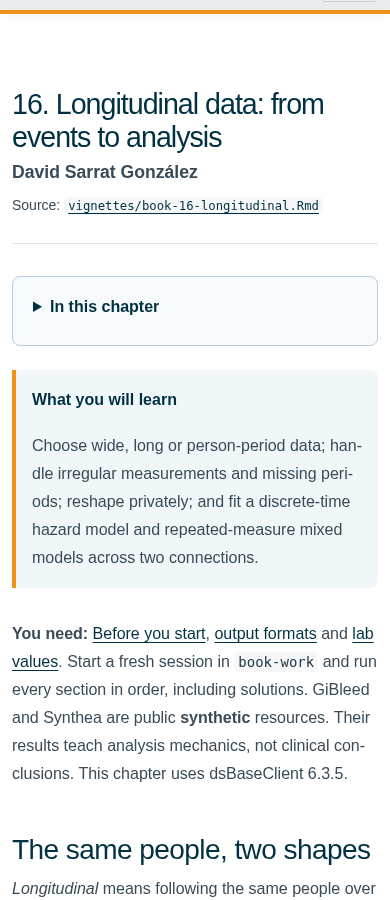 16. Longitudinal data: from
events to analysis
David Sarrat González
Source: vignettes/book-16-longitudinal.Rmd
In this chapter
What you will learn
Choose wide, long or person-period data; han-
dle irregular measurements and missing peri-
ods; reshape privately; and fit a discrete-time
hazard model and repeated-measure mixed
models across two connections.
You need: Before you start, output formats and lab
values. Start a fresh session in book-work and run
every section in order, including solutions. GiBleed
and Synthea are public synthetic resources. Their
results teach analysis mechanics, not clinical con-
clusions. This chapter uses dsBaseClient 6.3.5.
The same people, two shapes
Longitudinal means following the same people over